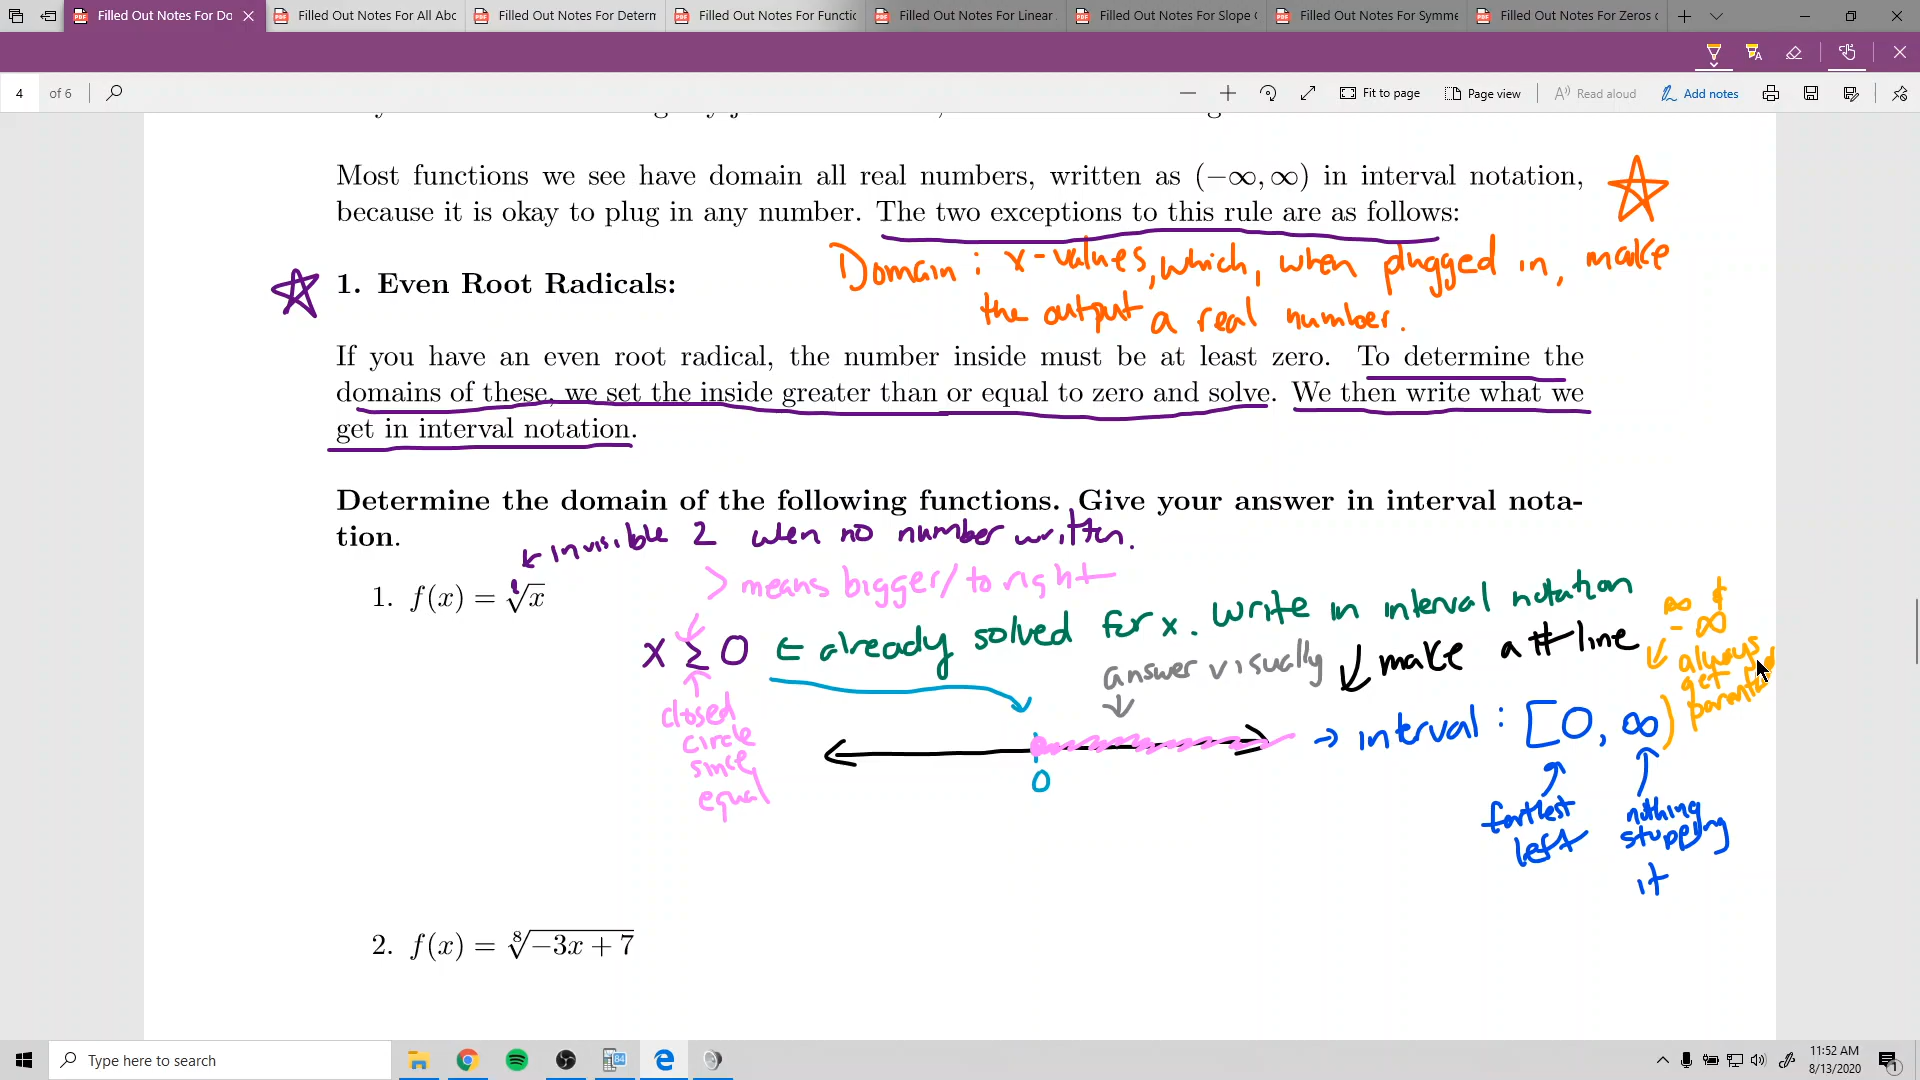 Filled Out Notes For Do
Filled Out Notes For All Abc
Filled Out Notes For Determ
Filled Out Notes For Functic
Filled Out Notes For Linear
Filled Out Notes For Slope
Filled Out Notes For Symme
Filled Out Notes For Zeros
4 of 6
Fit to page
Page view
Read aloud
Add notes
Most functions we see have domain all real numbers, written as (−∞, ∞) in interval notation,
because it is okay to plug in any number. The two exceptions to this rule are as follows:
Domain: x-values, which, when plugged in, make
the output a real number.
1. Even Root Radicals:
If you have an even root radical, the number inside must be at least zero. To determine the
domains of these, we set the inside greater than or equal to zero and solve. We then write what we
get in interval notation.
Determine the domain of the following functions. Give your answer in interval nota-
tion.
invisible 2 when no number written.
1. f(x) = √x
> means bigger/to right
x ≥ 0 ← already solved for x. Write in interval notation
closed
circle
since
equal
answer visually
make a # line
0
→ interval: [0, ∞)
∞ &
-∞
always
get
farthest
left
nothing
stopping
it
2. f(x) = ⁸√−3x + 7
Type here to search
84
11:52 AM
8/13/2020
1